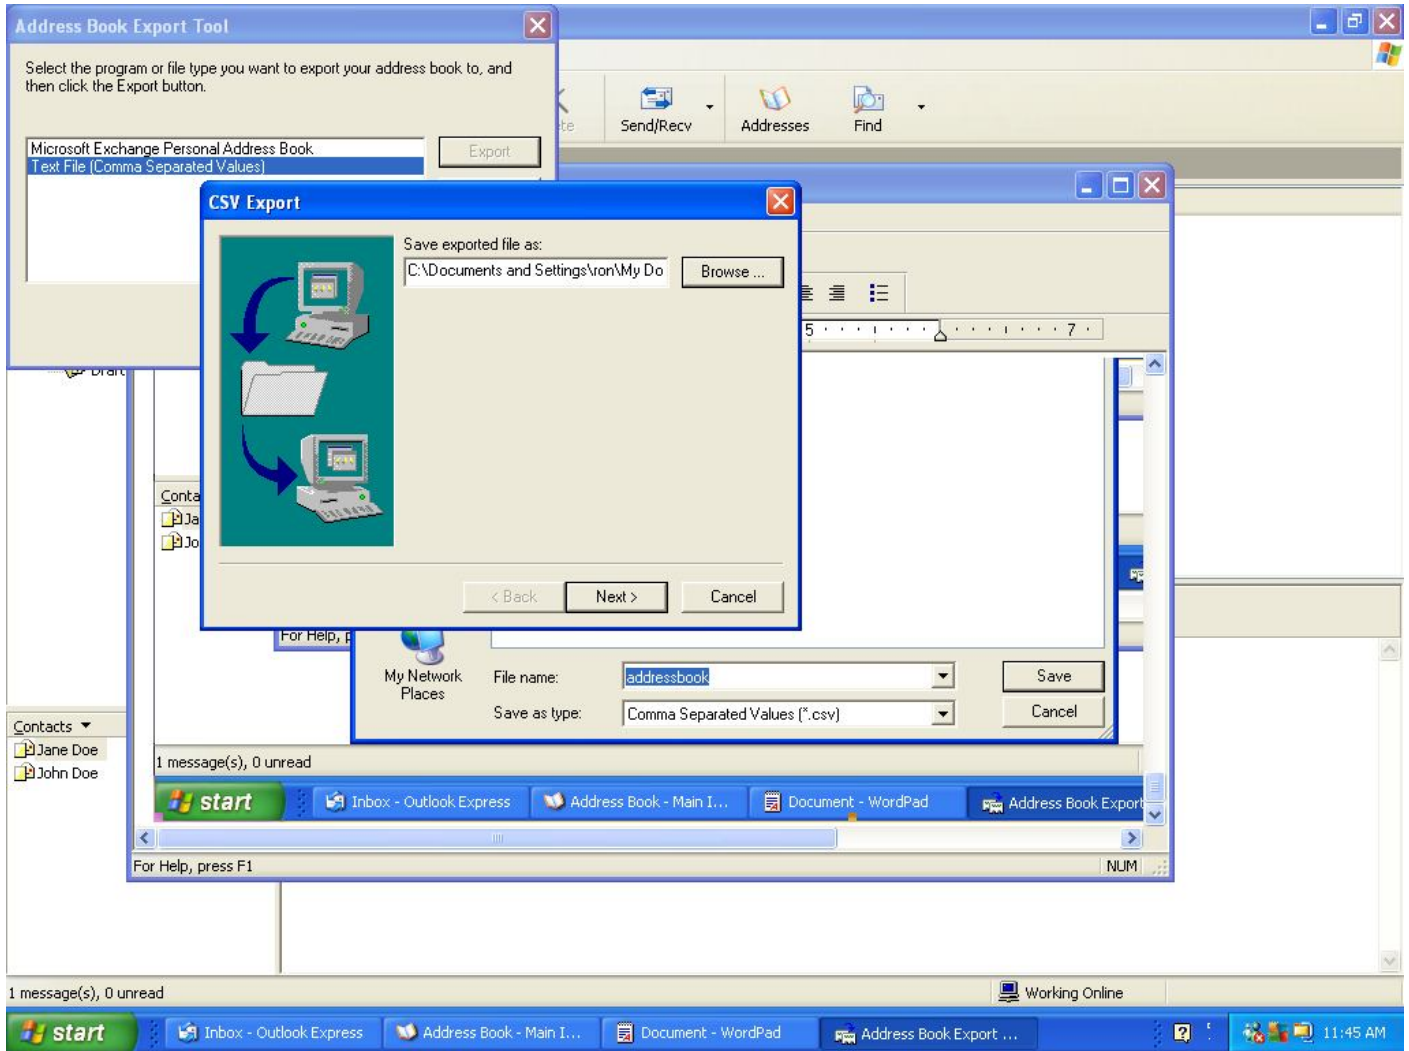 Address Book Export Tool
Select the program or file type you want to export your address book to, and
then click the Export button.
Microsoft Exchange Personal Address Book
Text File (Comma Separated Values)
Export
Send/Recv
Addresses
Find
CSV Export
Save exported file as:
C:\Documents and Settings\ron\My Do
Browse ...
5
7
< Back
Next >
Cancel
For Help,
My Network
Places
File name:
addressbook
Save
Save as type:
Comma Separated Values (*.csv)
Cancel
Contacts
Jane Doe
John Doe
1 message(s), 0 unread
start
Inbox - Outlook Express
Address Book - Main I...
Document - WordPad
Address Book Export
For Help, press F1
NUM
1 message(s), 0 unread
Working Online
start
Inbox - Outlook Express
Address Book - Main I...
Document - WordPad
Address Book Export ...
11:45 AM